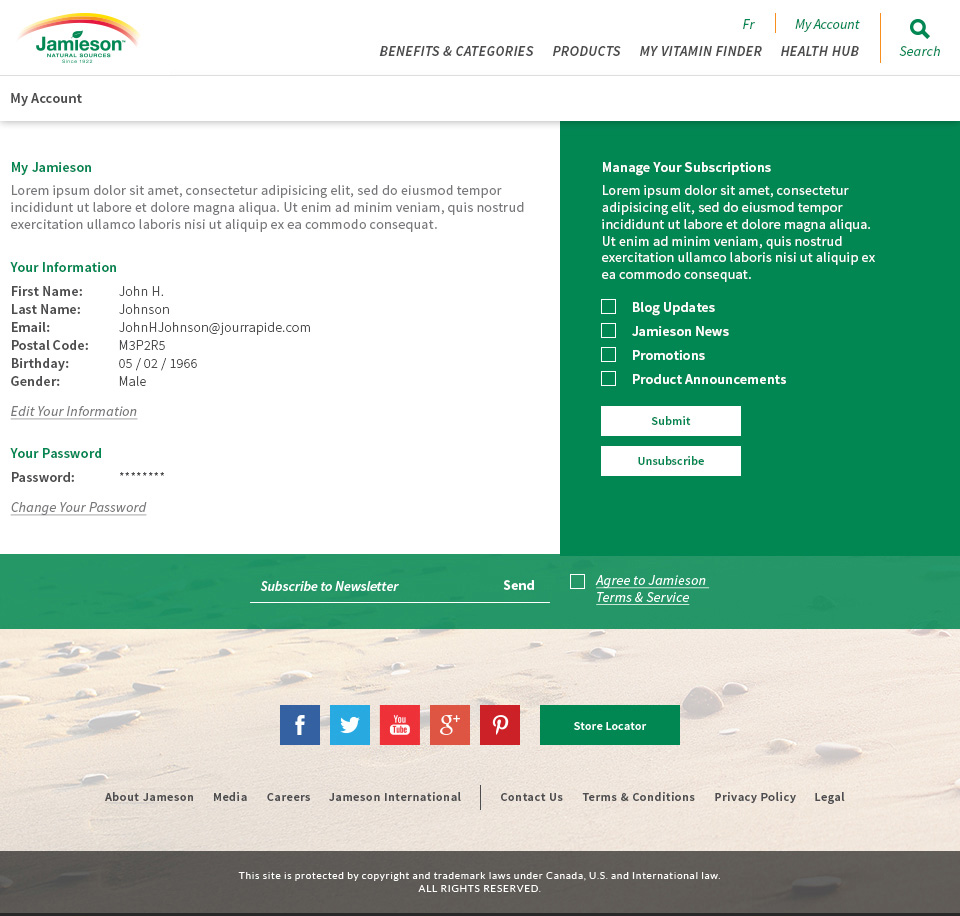 Jamieson™
NATURAL SOURCES
Since 1922
Fr
My Account
BENEFITS & CATEGORIES
PRODUCTS
MY VITAMIN FINDER
HEALTH HUB
Search
My Account
My Jamieson
Lorem ipsum dolor sit amet, consectetur adipisicing elit, sed do eiusmod tempor
incididunt ut labore et dolore magna aliqua. Ut enim ad minim veniam, quis nostrud
exercitation ullamco laboris nisi ut aliquip ex ea commodo consequat.
Your Information
First Name: John H.
Last Name: Johnson
Email: JohnHJohnson@jourrapide.com
Postal Code: M3P2R5
Birthday: 05 / 02 / 1966
Gender: Male
Edit Your Information
Your Password
Password: ********
Change Your Password
Manage Your Subscriptions
Lorem ipsum dolor sit amet, consectetur
adipisicing elit, sed do eiusmod tempor
incididunt ut labore et dolore magna aliqua.
Ut enim ad minim veniam, quis nostrud
exercitation ullamco laboris nisi ut aliquip ex
ea commodo consequat.
Blog Updates
Jamieson News
Promotions
Product Announcements
Submit
Unsubscribe
Subscribe to Newsletter
Send
Agree to Jamieson
Terms & Service
You
Tube
Store Locator
About Jameson
Media
Careers
Jameson International
Contact Us
Terms & Conditions
Privacy Policy
Legal
This site is protected by copyright and trademark laws under Canada, U.S. and International law.
ALL RIGHTS RESERVED.